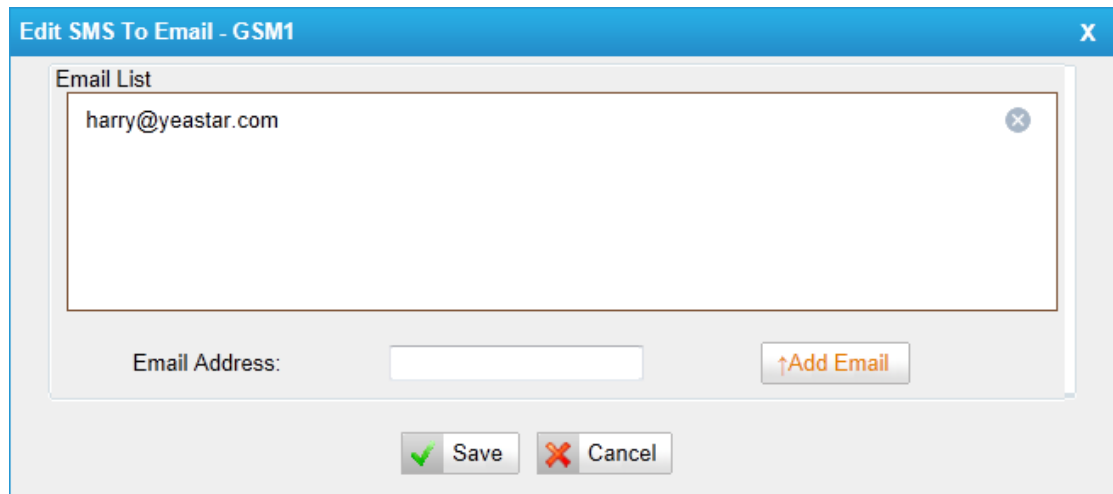 Edit SMS To Email - GSM1 X
Email List
harry@yeastar.com
Email Address: ↑Add Email
Save Cancel